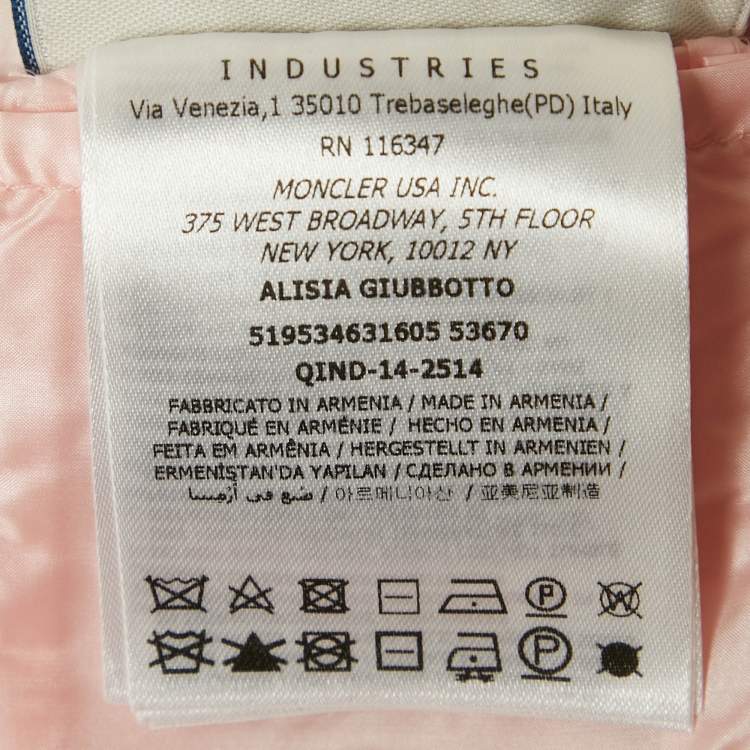 INDUSTRIES
Via Venezia,1 35010 Trebaseleghe(PD) Italy
RN 116347
MONCLER USA INC.
375 WEST BROADWAY, 5TH FLOOR
NEW YORK, 10012 NY
ALISIA GIUBBOTTO
519534631605 53670
QIND-14-2514
FABBRICATO IN ARMENIA / MADE IN ARMENIA /
FABRIQUÉ EN ARMÉNIE / HECHO EN ARMENIA /
FEITA EM ARMÊNIA / HERGESTELLT IN ARMENIEN /
ERMENİSTAN'DA YAPILAN / СДЕЛАНО В АРМЕНИИ /
صنع في أرمينيا / 아르메니아산 / 亚美尼亚制造
P W
P